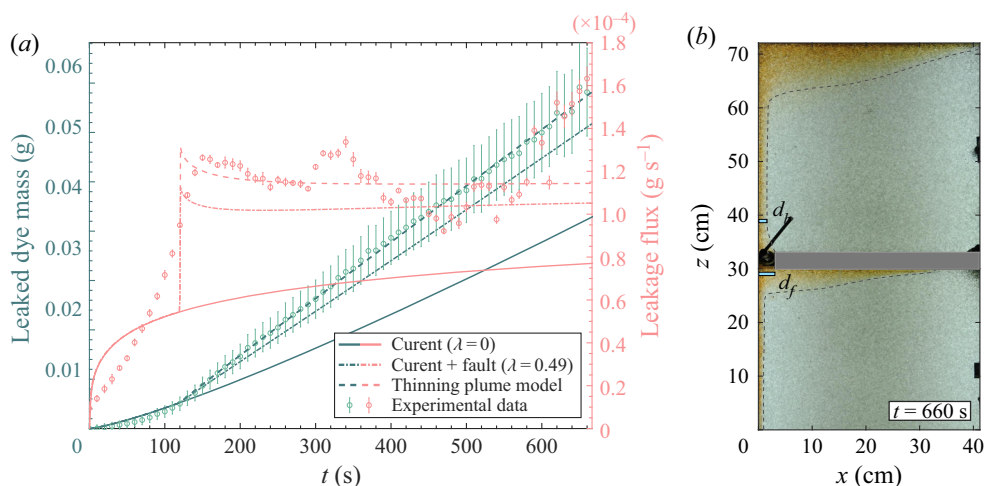 (a)
(×10⁻⁴)
(b)
0.06
0.05
0.04
0.03
0.02
0.01
0
Leaked dye mass (g)
1.8
1.6
1.4
1.2
1.0
0.8
0.6
0.4
0.2
0
Leakage flux (g s⁻¹)
Curent (λ = 0)
Curent + fault (λ = 0.49)
Thinning plume model
Experimental data
100 200 300 400 500 600
t (s)
70
60
50
40
30
20
10
z (cm)
d_f
t = 660 s
0 10 20 30 40
x (cm)